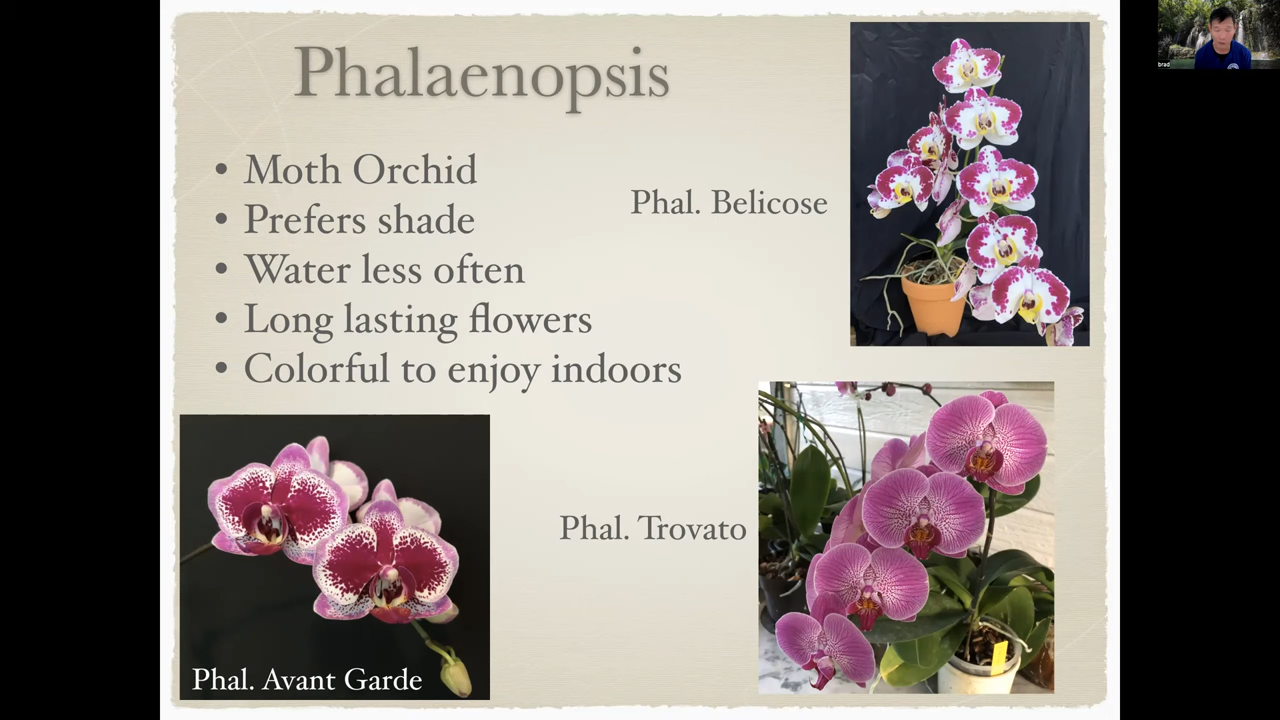 Phalaenopsis
• Moth Orchid
• Prefers shade
• Water less often
• Long lasting flowers
• Colorful to enjoy indoors
Phal. Belicose
Phal. Trovato
Phal. Avant Garde
brad